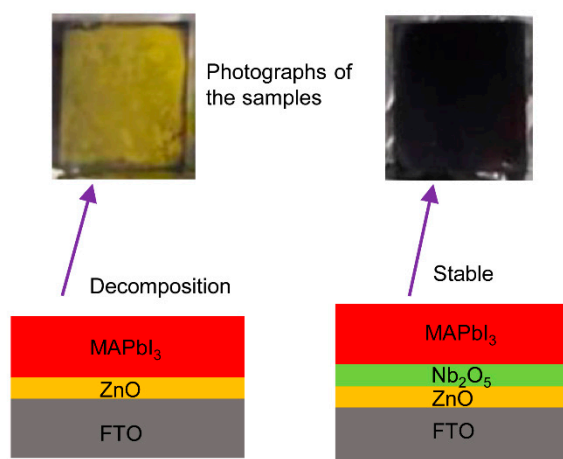 Photographs of
the samples
Decomposition
Stable
MAPbI₃
ZnO
FTO
MAPbI₃
Nb₂O₅
ZnO
FTO